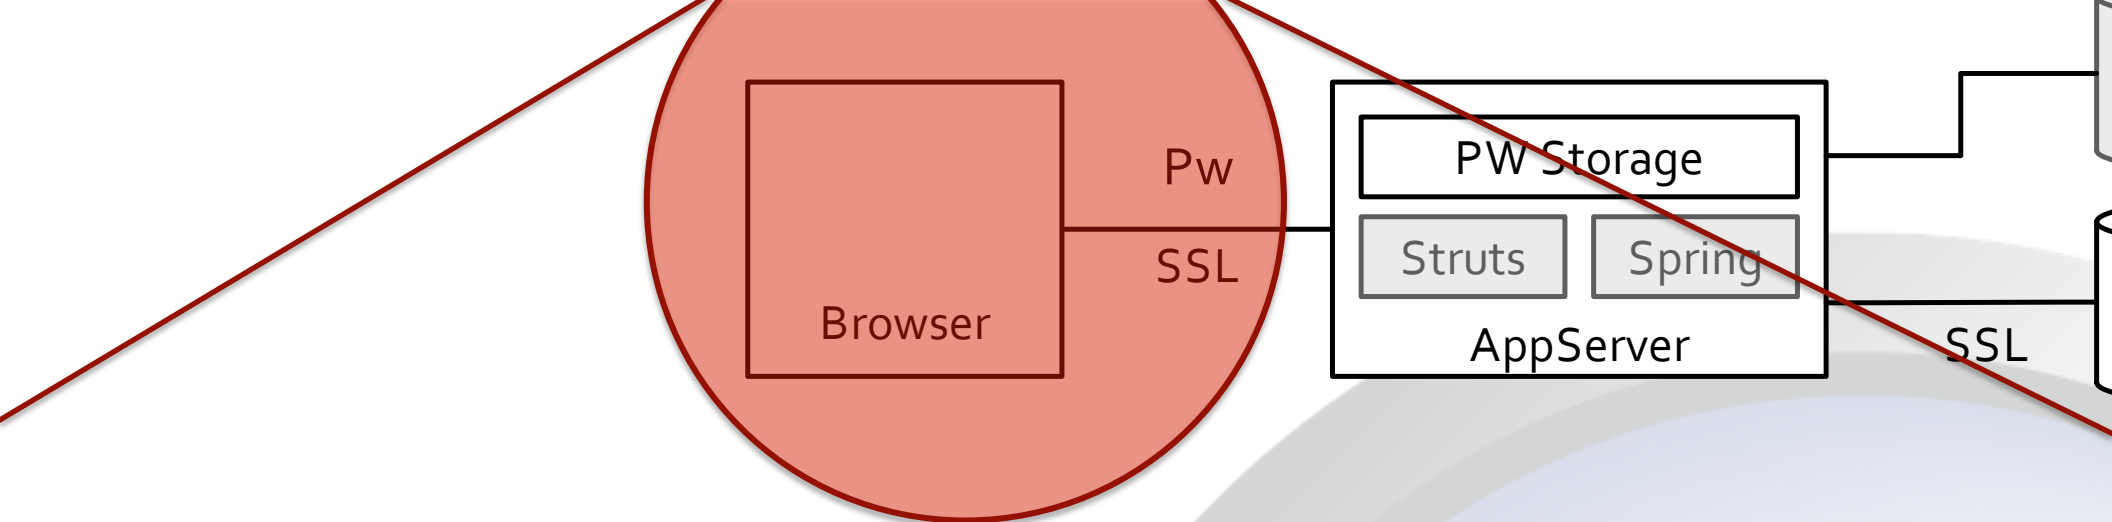 Pw
SSL
Browser
PW Storage
Struts
Spring
AppServer
SSL